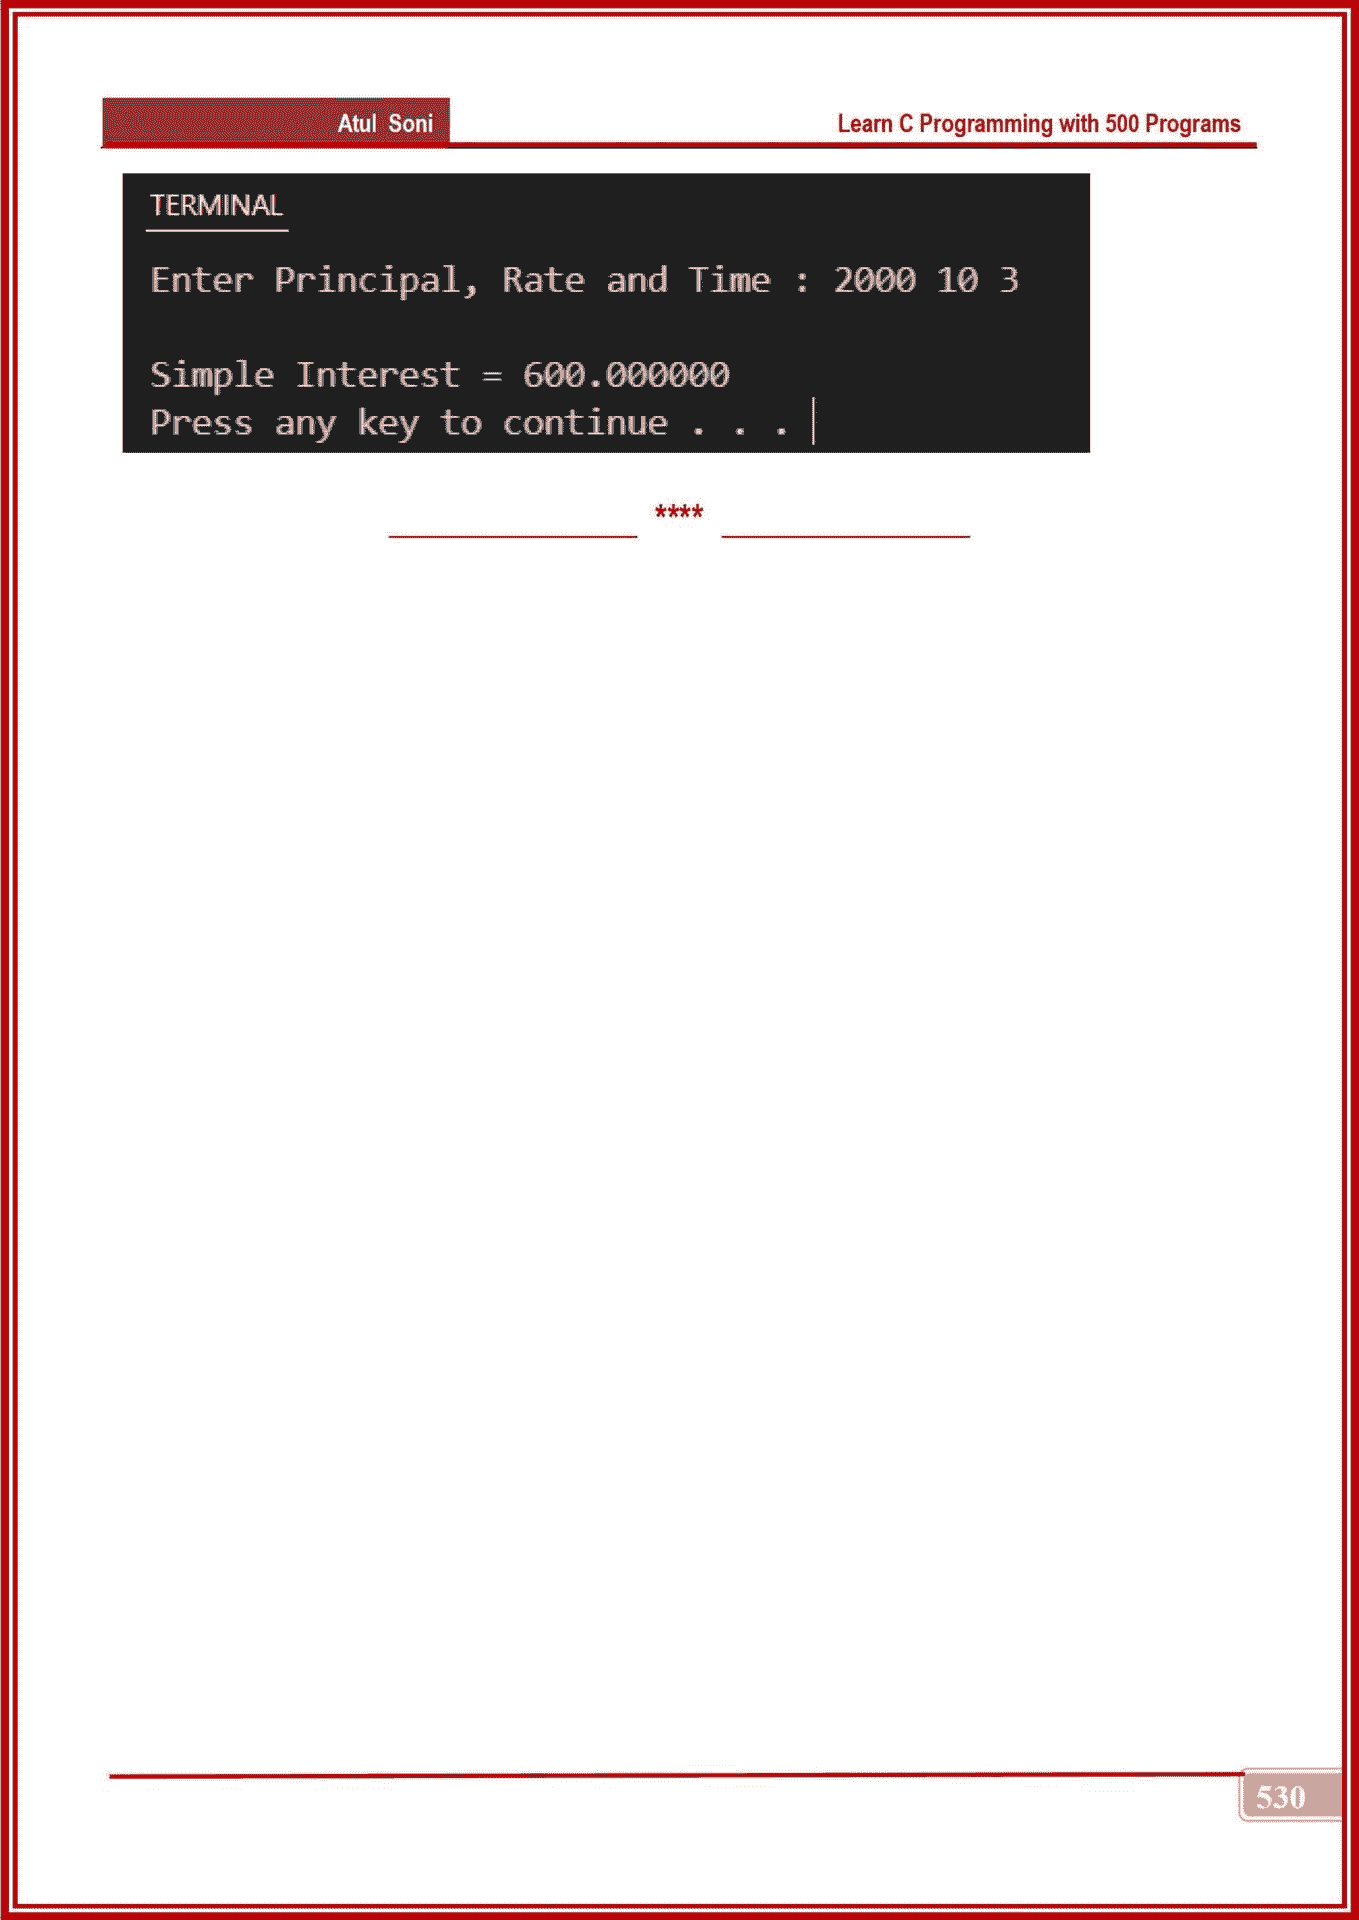 Atul Soni
Learn C Programming with 500 Programs
TERMINAL
Enter Principal, Rate and Time : 2000 10 3
Simple Interest = 600.000000
Press any key to continue . . .
****
530